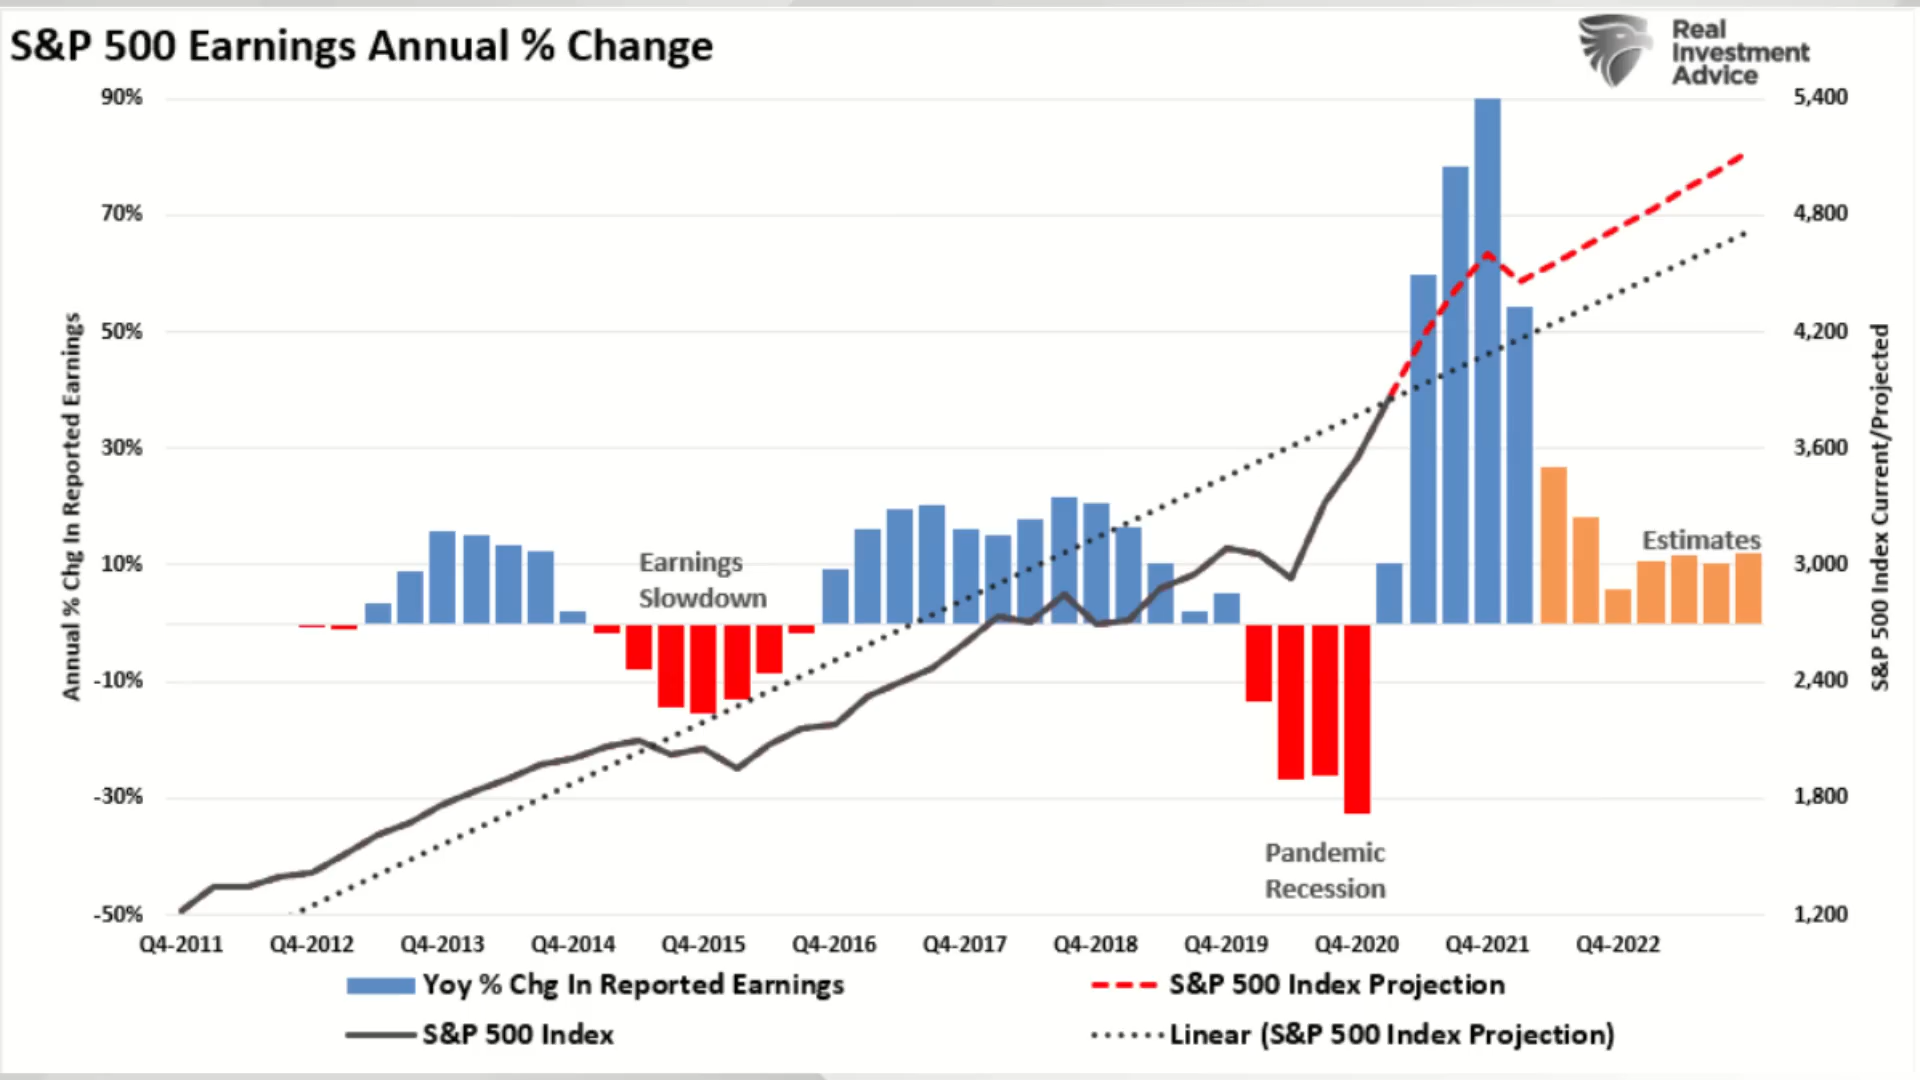 S&P 500 Earnings Annual % Change
Real
Investment
Advice
90%
70%
50%
30%
10%
-10%
-30%
-50%
Annual % Chg In Reported Earnings
5,400
4,800
4,200
3,600
3,000
2,400
1,800
1,200
S&P 500 Index Current/Projected
Earnings
Slowdown
Estimates
Pandemic
Recession
Q4-2011 Q4-2012 Q4-2013 Q4-2014 Q4-2015 Q4-2016 Q4-2017 Q4-2018 Q4-2019 Q4-2020 Q4-2021 Q4-2022
Yoy % Chg In Reported Earnings
S&P 500 Index Projection
S&P 500 Index
Linear (S&P 500 Index Projection)